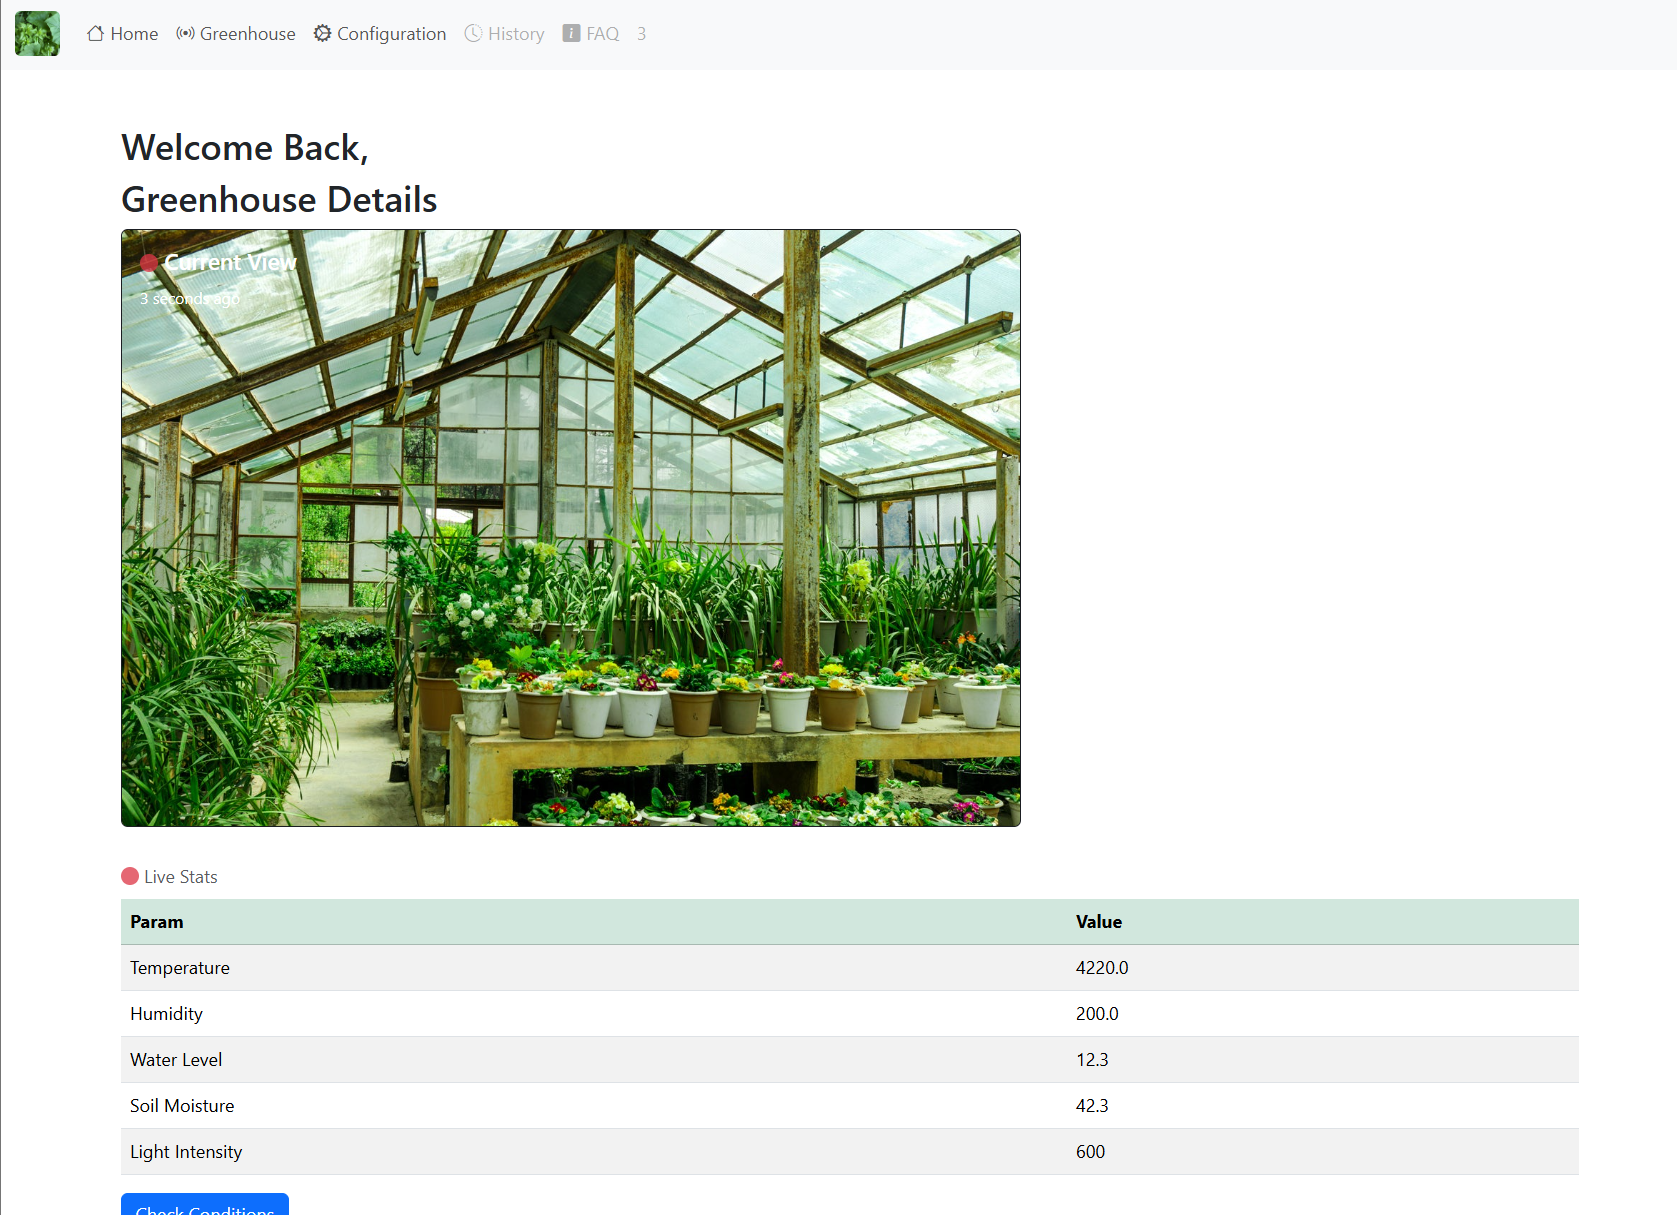 Home Greenhouse Configuration History FAQ 3
Welcome Back,
Greenhouse Details
Current View
3 seconds ago
Live Stats
Param Value
Temperature 4220.0
Humidity 200.0
Water Level 12.3
Soil Moisture 42.3
Light Intensity 600
Check Conditions